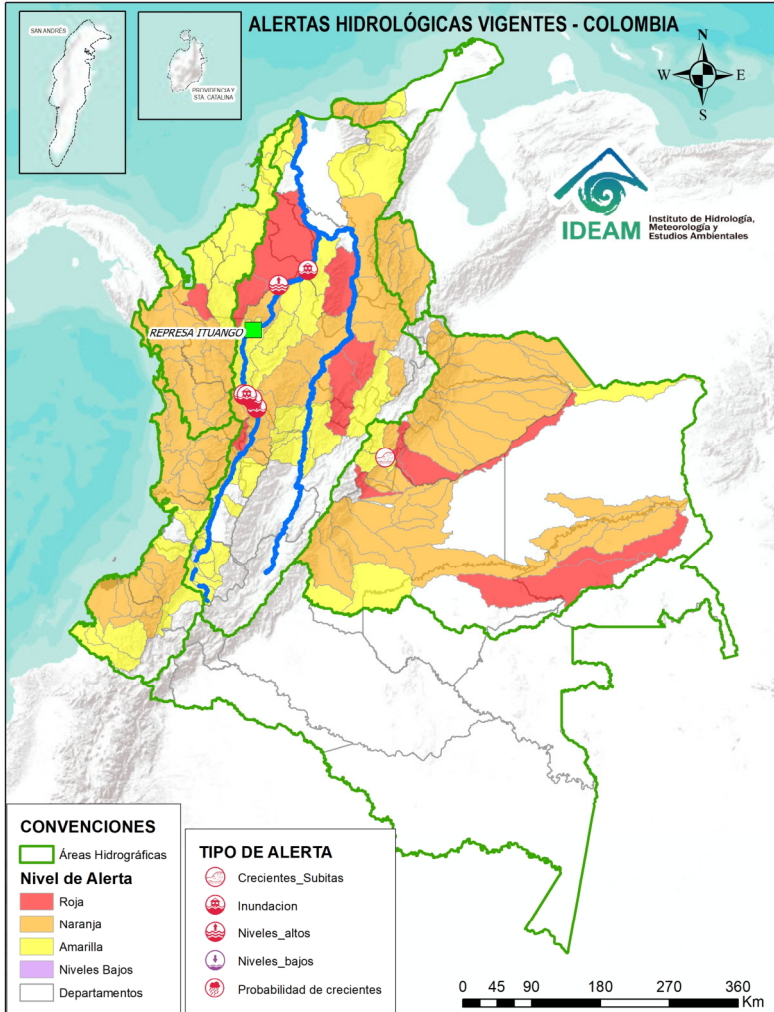 ALERTAS HIDROLÓGICAS VIGENTES - COLOMBIA
SAN ANDRÉS
PROVIDENCIA Y
STA. CATALINA
N
W
E
S
IDEAM
Instituto de Hidrología,
Meteorología y
Estudios Ambientales
REPRESA ITUANGO
CONVENCIONES
Áreas Hidrográficas
Nivel de Alerta
Roja
Naranja
Amarilla
Niveles Bajos
Departamentos
TIPO DE ALERTA
Crecientes_Subitas
Inundacion
Niveles_altos
Niveles_bajos
Probabilidad de crecientes
0 45 90 180 270 360
Km